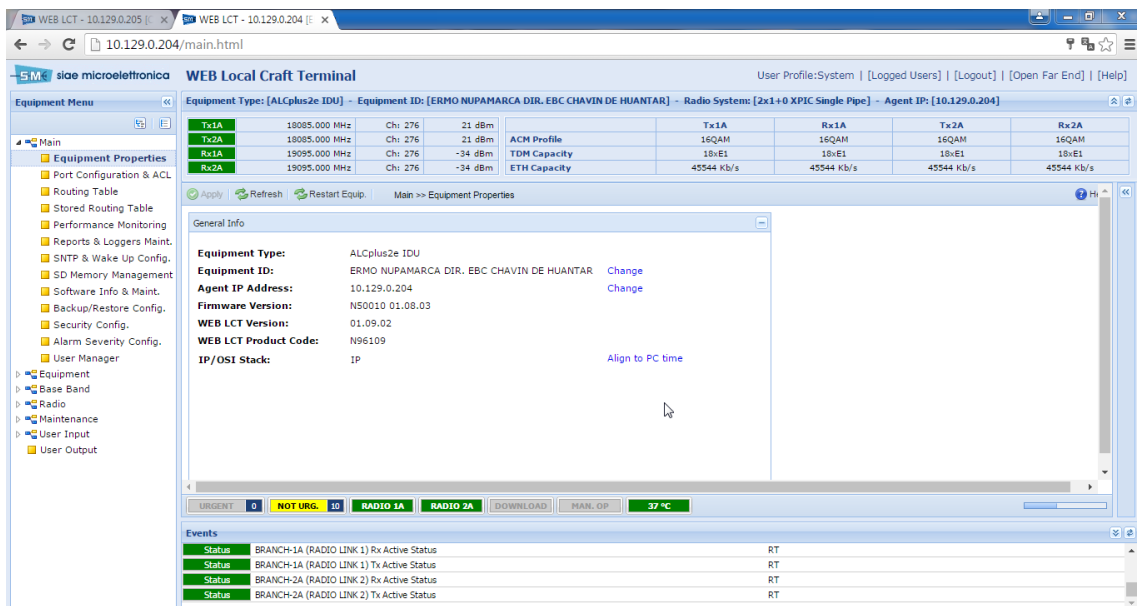 WEB LCT - 10.129.0.205 [
WEB LCT - 10.129.0.204 [E
10.129.0.204/main.html
siae microelettronica WEB Local Craft Terminal User Profile:System | [Logged Users] | [Logout] | [Open Far End] | [Help]
Equipment Menu
Equipment Type: [ALCplus2e IDU] - Equipment ID: [ERMO NUPAMARCA DIR. EBC CHAVIN DE HUANTAR] - Radio System: [2x1+0 XPIC Single Pipe] - Agent IP: [10.129.0.204]
Tx1A 18085.000 MHz Ch: 276 21 dBm Tx1A Rx1A Tx2A Rx2A
Tx2A 18085.000 MHz Ch: 276 21 dBm ACM Profile 16QAM 16QAM 16QAM 16QAM
Rx1A 19095.000 MHz Ch: 276 -34 dBm TDM Capacity 18xE1 18xE1 18xE1 18xE1
Rx2A 19095.000 MHz Ch: 276 -34 dBm ETH Capacity 45544 Kb/s 45544 Kb/s 45544 Kb/s 45544 Kb/s
Main
Equipment Properties
Port Configuration & ACL
Routing Table
Stored Routing Table
Performance Monitoring
Reports & Loggers Maint.
SNTP & Wake Up Config.
SD Memory Management
Software Info & Maint.
Backup/Restore Config.
Security Config.
Alarm Severity Config.
User Manager
Equipment
Base Band
Radio
Maintenance
User Input
User Output
Apply Refresh Restart Equip. Main >> Equipment Properties
General Info
Equipment Type: ALCplus2e IDU
Equipment ID: ERMO NUPAMARCA DIR. EBC CHAVIN DE HUANTAR Change
Agent IP Address: 10.129.0.204 Change
Firmware Version: N50010 01.08.03
WEB LCT Version: 01.09.02
WEB LCT Product Code: N96109
IP/OSI Stack: IP Align to PC time
URGENT 0 NOT URG. 10 RADIO 1A RADIO 2A DOWNLOAD MAN. OP 37 ºC
Events
Status BRANCH-1A (RADIO LINK 1) Rx Active Status RT
Status BRANCH-1A (RADIO LINK 1) Tx Active Status RT
Status BRANCH-2A (RADIO LINK 2) Rx Active Status RT
Status BRANCH-2A (RADIO LINK 2) Tx Active Status RT